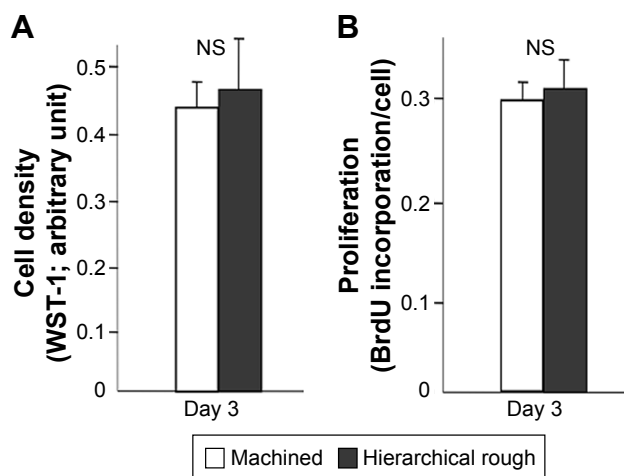 A
NS
0.5
0.4
0.4
0.2
0.1
0
Cell density
(WST-1; arbitrary unit)
Day 3
B
NS
0.3
0.2
0.1
0
Proliferation
(BrdU incorporation/cell)
Day 3
Machined
Hierarchical rough